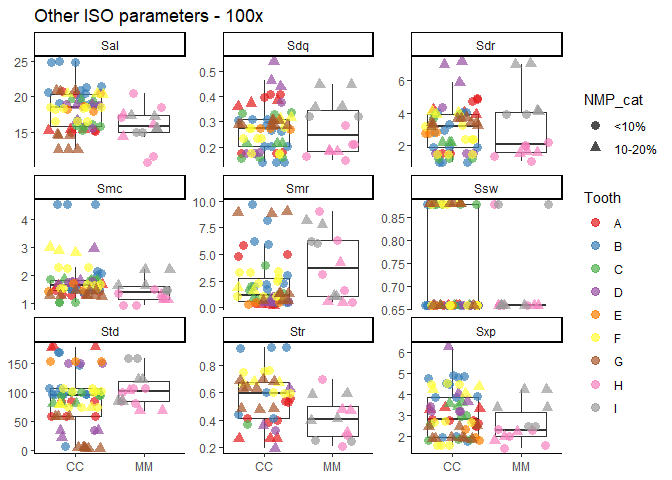 Other ISO parameters - 100x
Sal
Sdq
Sdr
25
20
15
0.5
0.4
0.3
0.2
6
4
2
Smc
Smr
Ssw
4
3
2
1
10.0
7.5
5.0
2.5
0.0
0.85
0.80
0.75
0.70
0.65
Std
Str
Sxp
150
100
50
0
0.8
0.6
0.4
0.2
6
5
4
3
2
CC
MM
CC
MM
CC
MM
NMP_cat
<10%
10-20%
Tooth
A
B
C
D
E
F
G
H
I